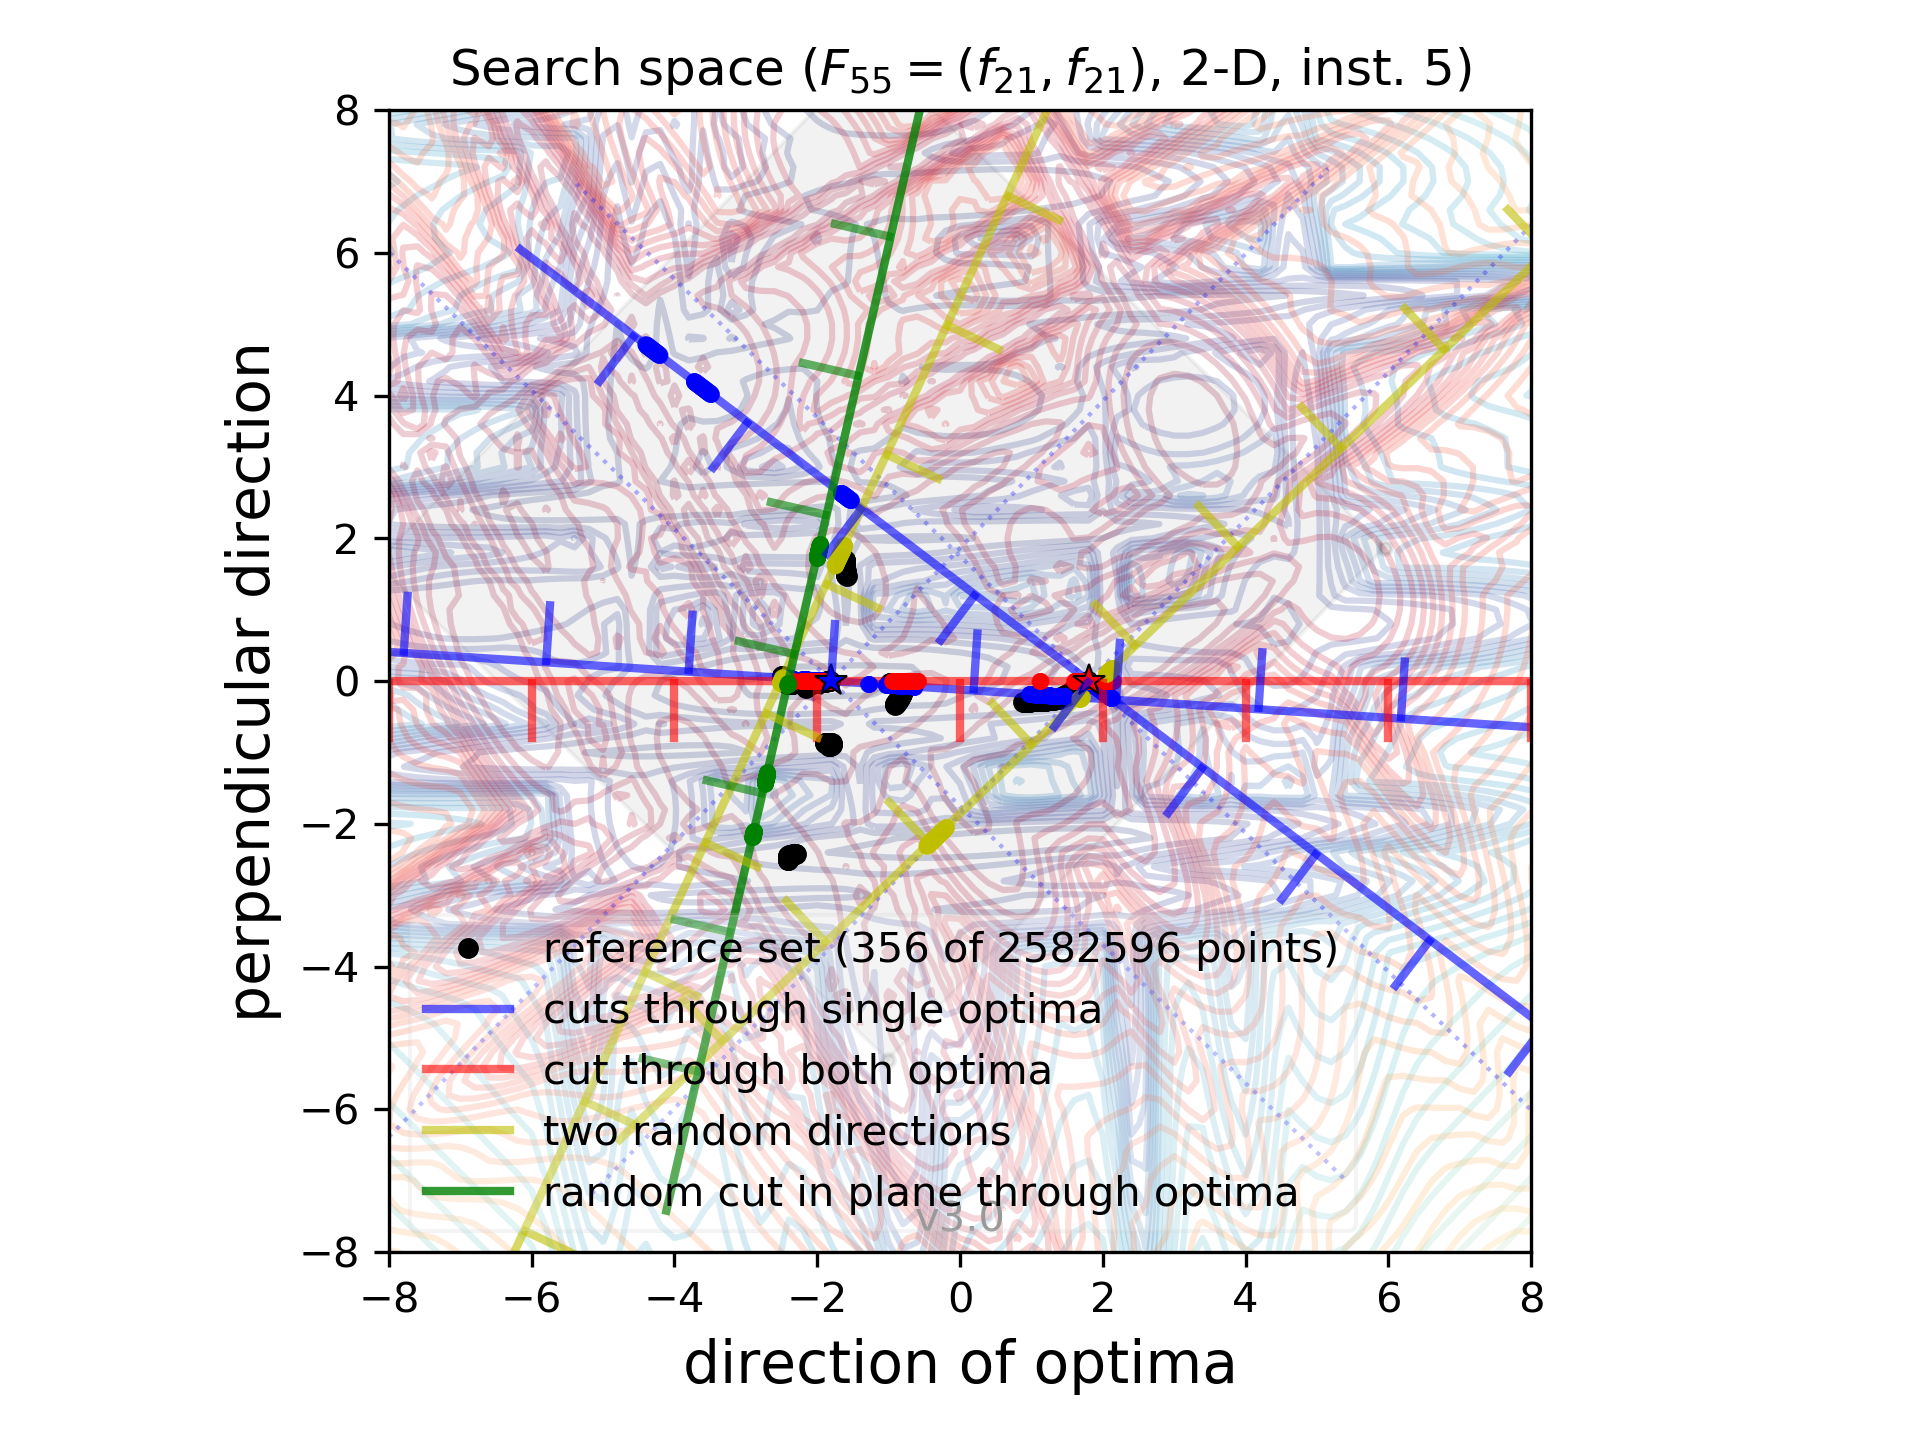 Search space (F₅₅ = (f₂₁, f₂₁), 2-D, inst. 5)
8
6
4
2
0
−2
−4
−6
−8
perpendicular direction
reference set (356 of 2582596 points)
cuts through single optima
cut through both optima
two random directions
random cut in plane through optima
v3.0
−8 −6 −4 −2 0 2 4 6 8
direction of optima